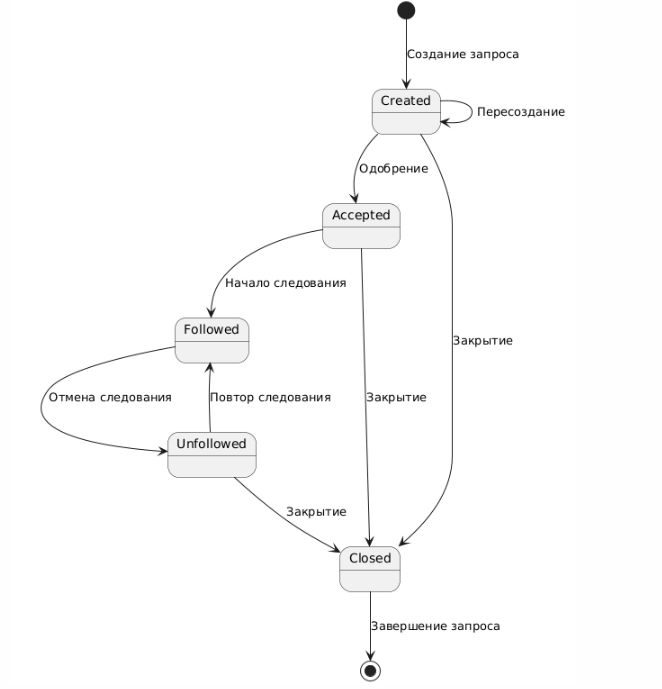 Создание запроса
Created
Пересоздание
Одобрение
Accepted
Начало следования
Followed
Закрытие
Отмена следования
Повтор следования
Закрытие
Unfollowed
Закрытие
Closed
Завершение запроса